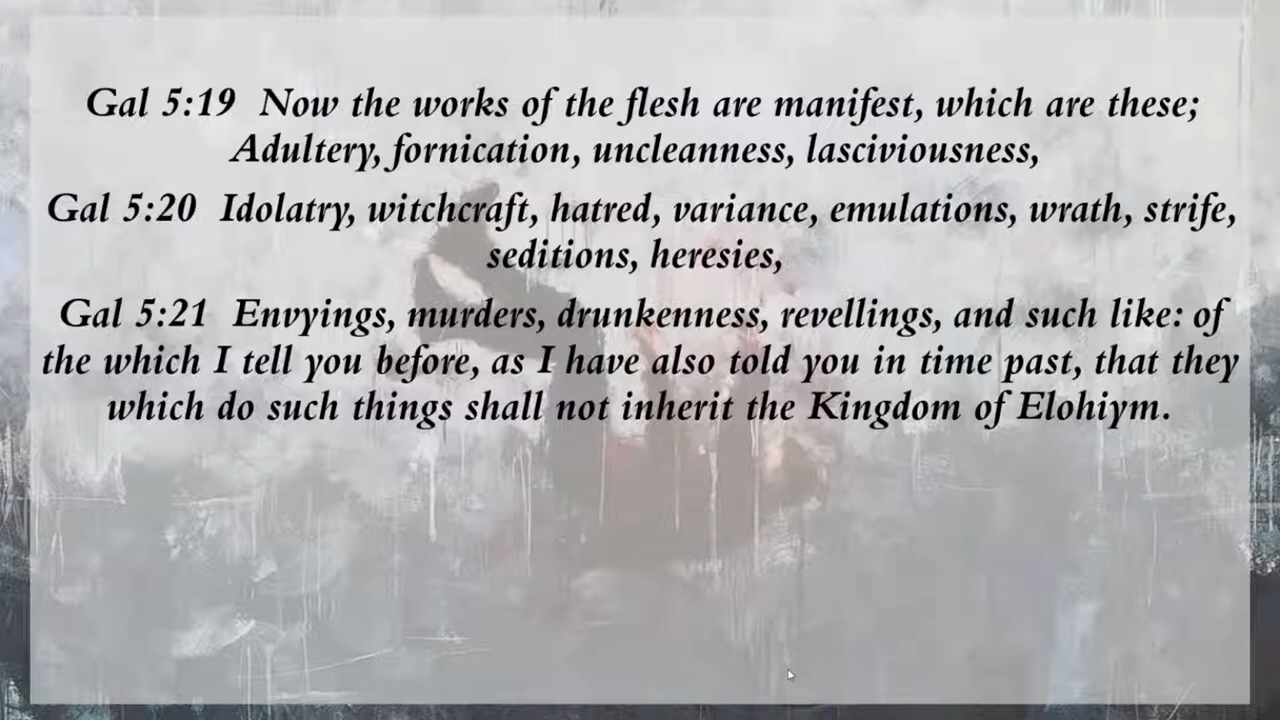 Gal 5:19 Now the works of the flesh are manifest, which are these;
Adultery, fornication, uncleanness, lasciviousness,
Gal 5:20 Idolatry, witchcraft, hatred, variance, emulations, wrath, strife,
seditions, heresies,
Gal 5:21 Envyings, murders, drunkenness, revellings, and such like: of
the which I tell you before, as I have also told you in time past, that they
which do such things shall not inherit the Kingdom of Elohiym.